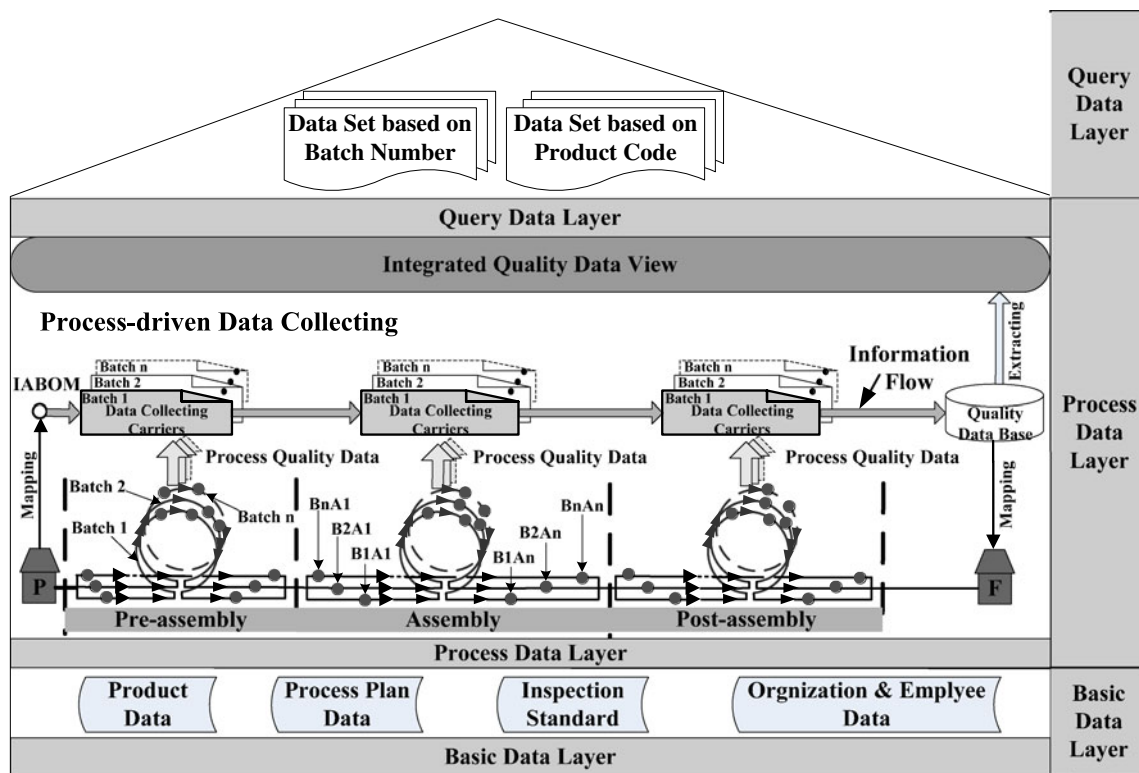 Data Set based on
Batch Number
Data Set based on
Product Code
Query
Data
Layer
Query Data Layer
Integrated Quality Data View
Process-driven Data Collecting
IABOM
Batch n
Batch 2
Batch 1
Data Collecting
Carriers
Batch n
Batch 2
Batch 1
Data Collecting
Carriers
Batch n
Batch 2
Batch 1
Data Collecting
Carriers
Information
Flow
Extracting
Quality
Data Base
Process
Data
Layer
Mapping
Process Quality Data
Process Quality Data
Process Quality Data
Mapping
Batch 2
Batch 1
Batch n
BnA1
B2A1
B1A1
BnAn
B2An
B1An
P
F
Pre-assembly
Assembly
Post-assembly
Process Data Layer
Product
Data
Process Plan
Data
Inspection
Standard
Orgnization & Emplyee
Data
Basic
Data
Layer
Basic Data Layer